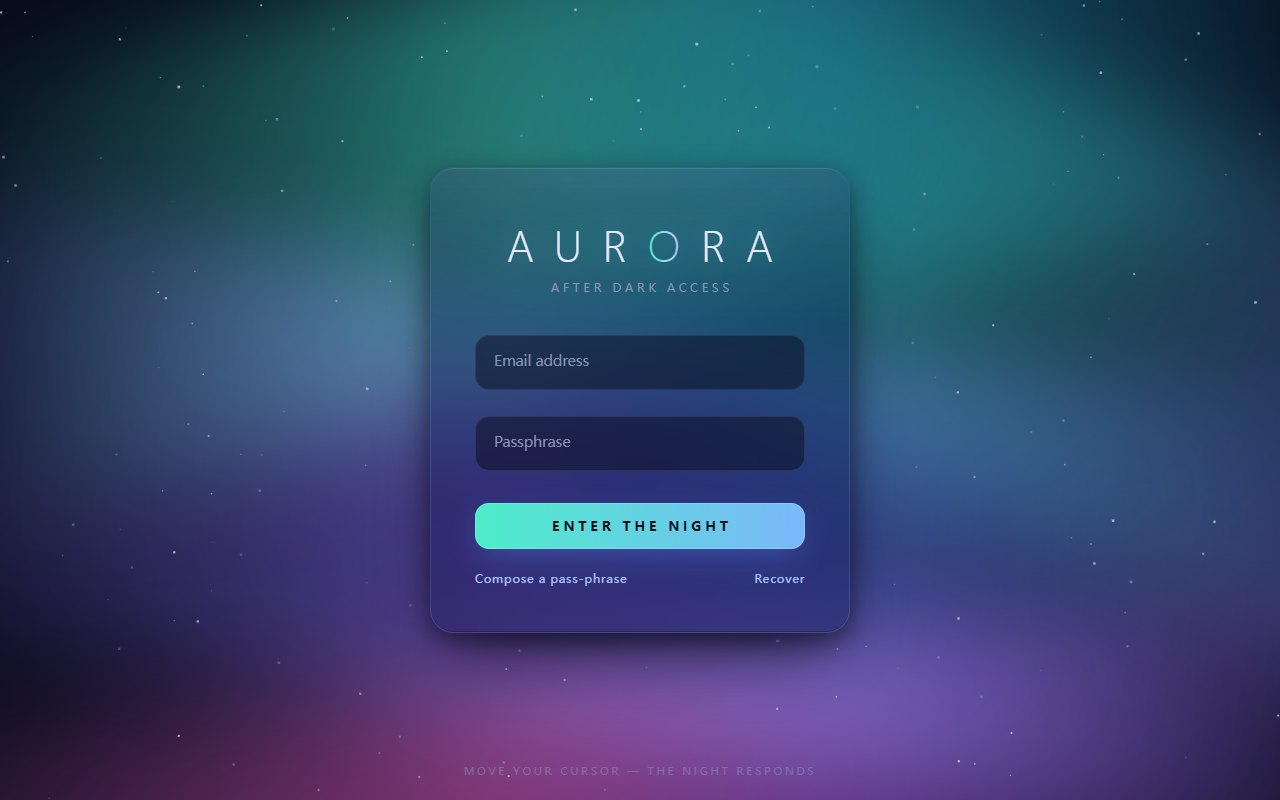 AURORA
AFTER DARK ACCESS
Email address
Passphrase
ENTER THE NIGHT
Compose a pass-phrase Recover
MOVE YOUR CURSOR — THE NIGHT RESPONDS